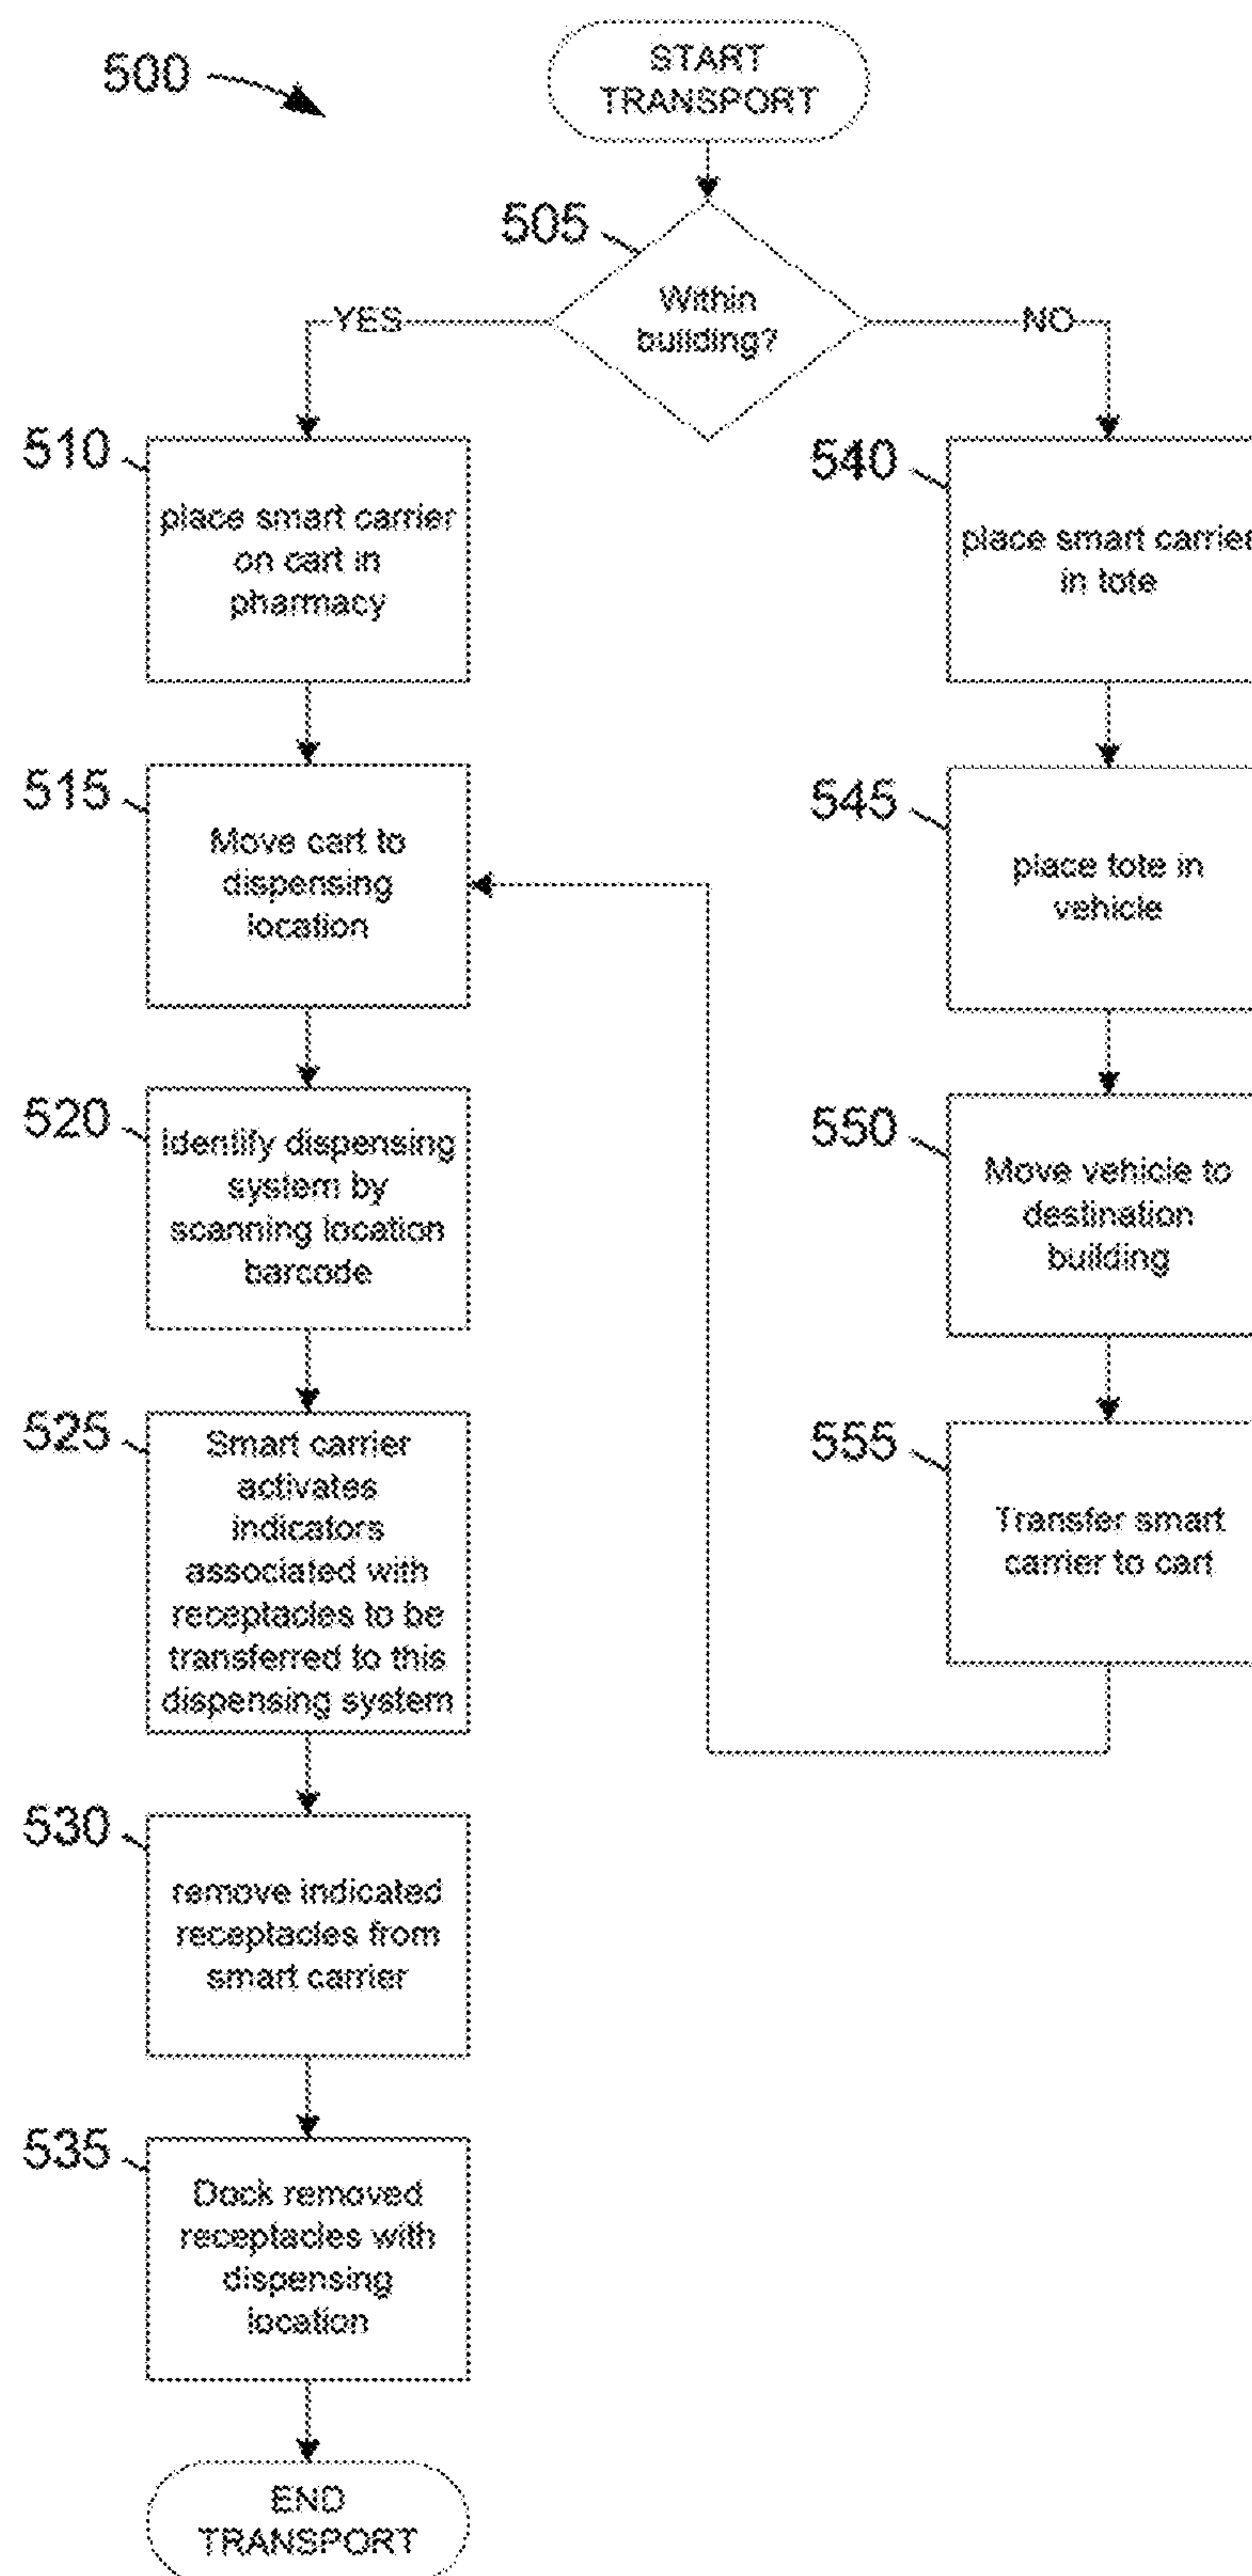 500
START
TRANSPORT
505
Within
building?
YES
NO
510
place smart carrier
on cart in
pharmacy
540
place smart carrier
in tote
515
Move cart to
dispensing
location
545
place tote in
vehicle
520
Identify dispensing
system by
scanning location
barcode
550
Move vehicle to
destination
building
525
Smart carrier
activates
indicators
associated with
receptacles to be
transferred to this
dispensing system
555
Transfer smart
carrier to cart
530
remove indicated
receptacles from
smart carrier
535
Dock removed
receptacles with
dispensing
location
END
TRANSPORT